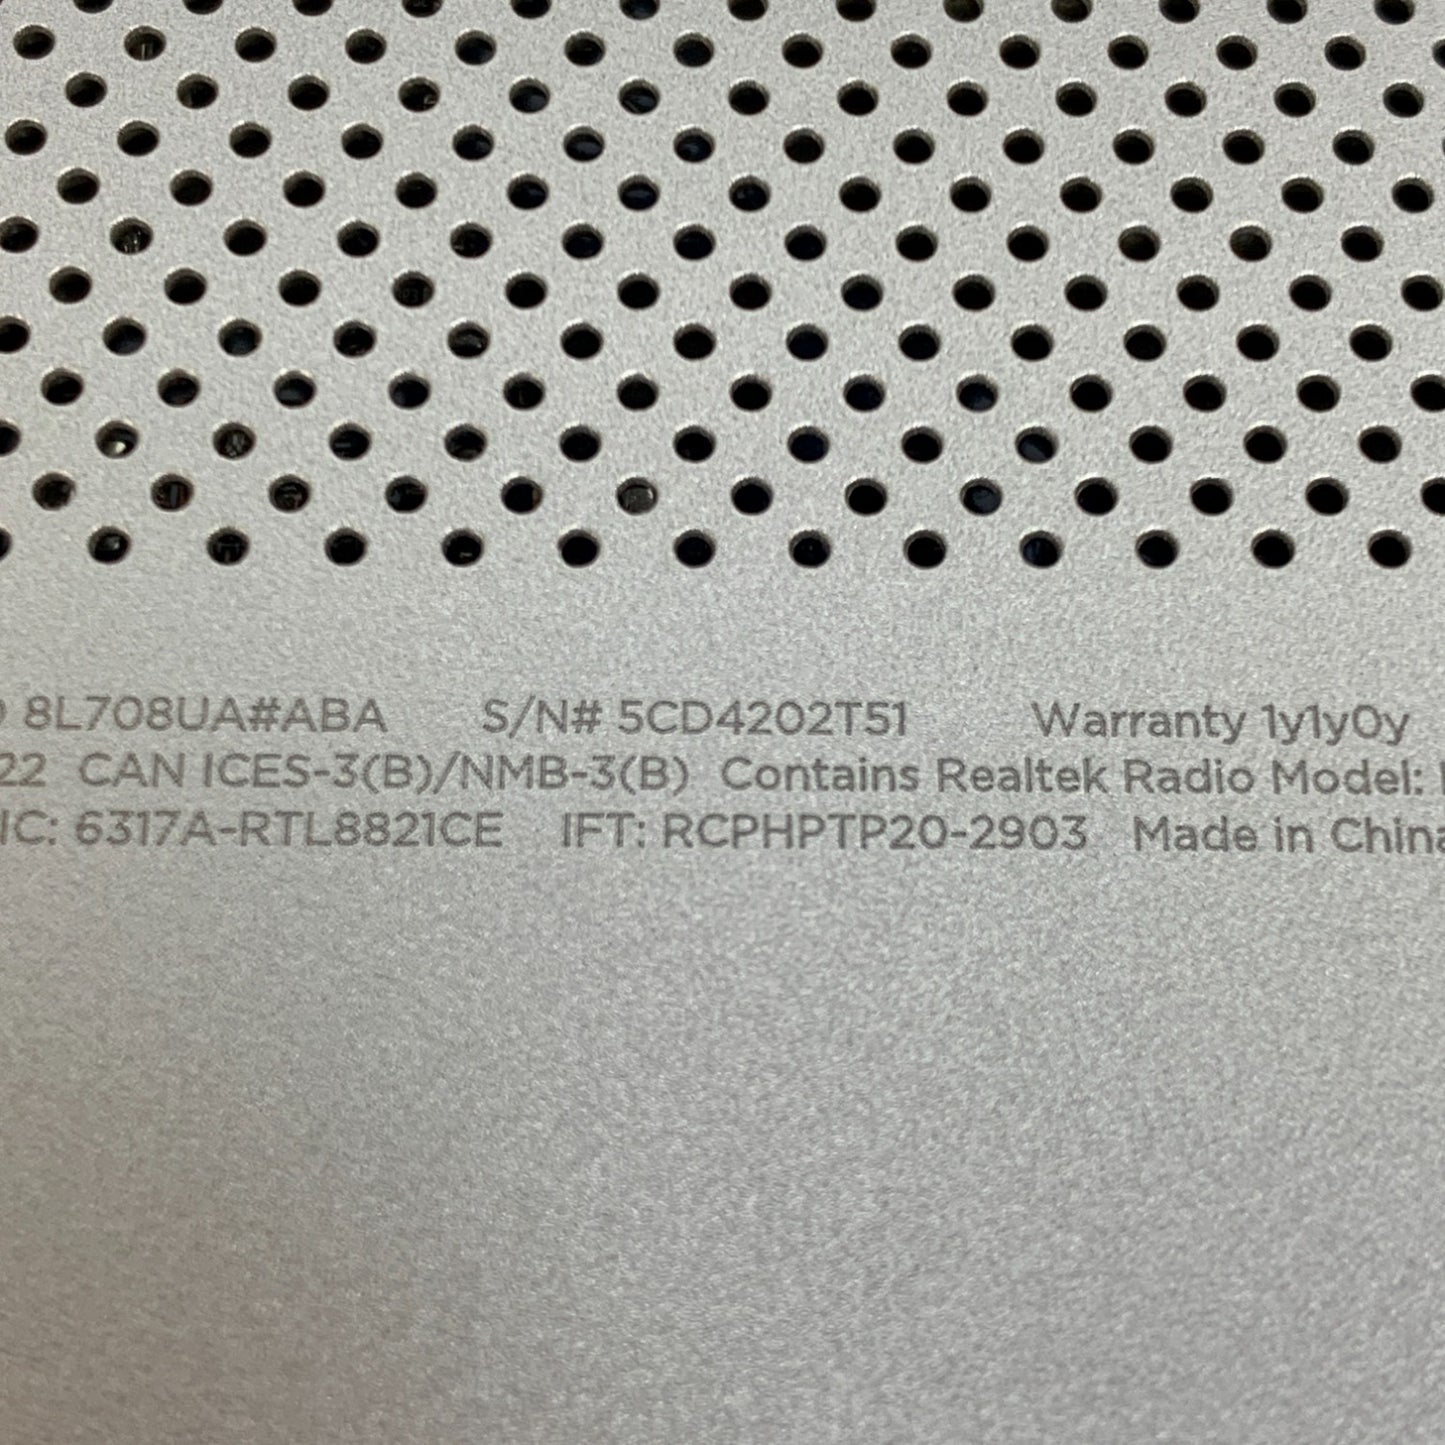 8L708UA#ABA S/N# 5CD4202T51 Warranty 1y1y0y
22 CAN ICES-3(B)/NMB-3(B) Contains Realtek Radio Model:
IC: 6317A-RTL8821CE IFT: RCPHPTP20-2903 Made in China